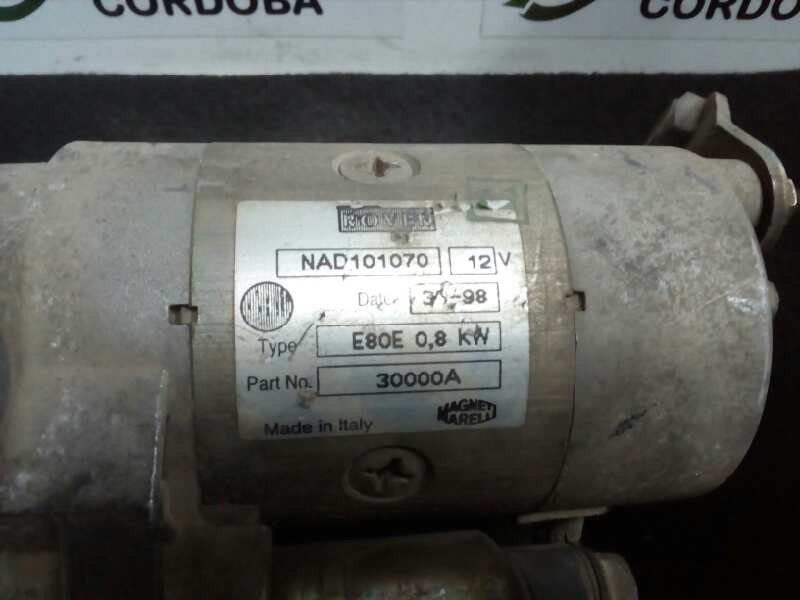 CORDOBA
CORDOBA
ROVER
NAD101070 12 V
Date -98
Type E80E 0,8 KW
Part No. 30000A
Made in Italy
MAGNETI
MARELLI